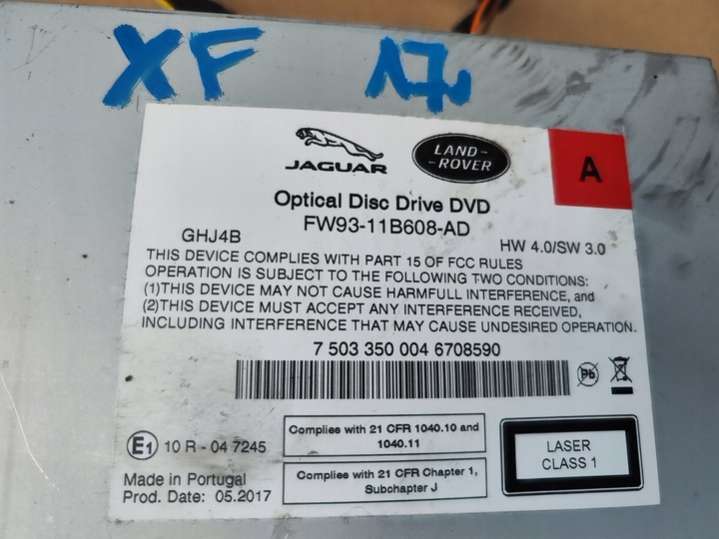 XF 17
JAGUAR
LAND-
-ROVER
A
Optical Disc Drive DVD
FW93-11B608-AD
GHJ4B
HW 4.0/SW 3.0
THIS DEVICE COMPLIES WITH PART 15 OF FCC RULES
OPERATION IS SUBJECT TO THE FOLLOWING TWO CONDITIONS:
(1)THIS DEVICE MAY NOT CAUSE HARMFULL INTERFERENCE, and
(2)THIS DEVICE MUST ACCEPT ANY INTERFERENCE RECEIVED,
INCLUDING INTERFERENCE THAT MAY CAUSE UNDESIRED OPERATION.
7 503 350 004 6708590
Pb
E1 10 R - 04 7245
Complies with 21 CFR 1040.10 and
1040.11
Made in Portugal
Prod. Date: 05.2017
Complies with 21 CFR Chapter 1,
Subchapter J
LASER
CLASS 1